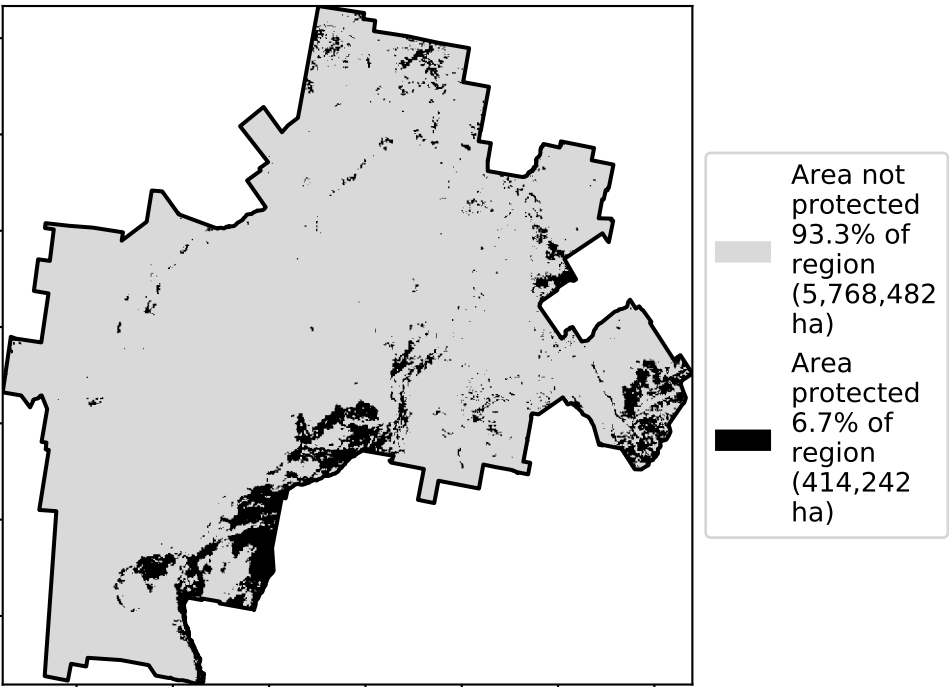 Area not
protected
93.3% of
region
(5,768,482
ha)
Area
protected
6.7% of
region
(414,242
ha)